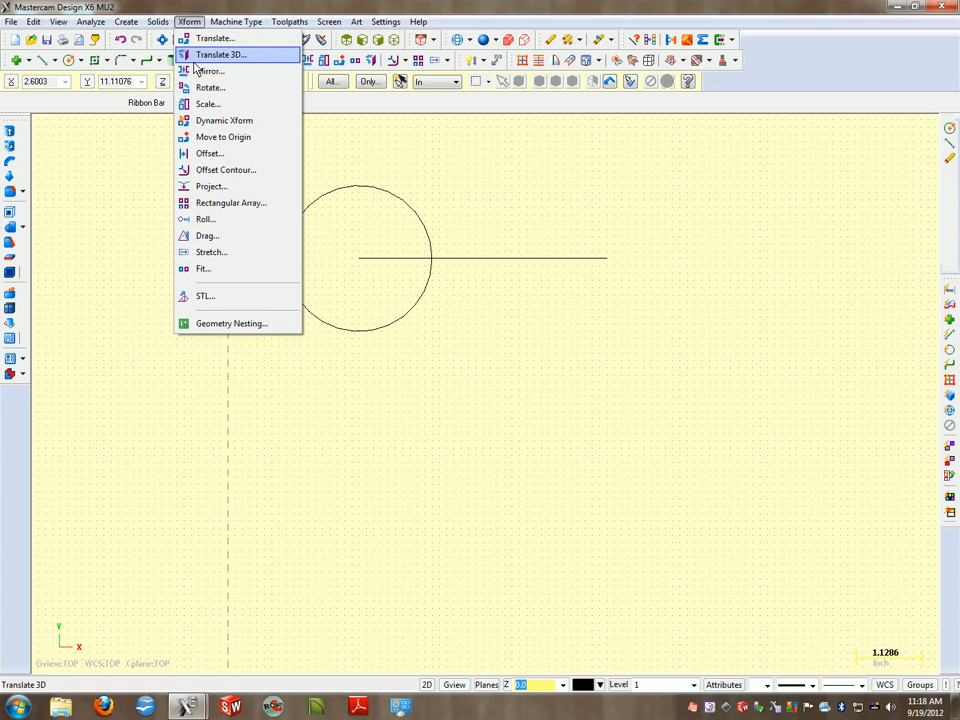 Mastercam Design X6 MU2
File Edit View Analyze Create Solids Xform Machine Type Toolpaths Screen Art Settings Help
Translate...
Translate 3D...
Mirror...
Rotate...
Scale...
Dynamic Xform
Move to Origin
Offset...
Offset Contour...
Project...
Rectangular Array...
Roll...
Drag...
Stretch...
Fit...
STL...
Geometry Nesting...
X 2.6003 Y 11.11076 All... Only... In
Ribbon Bar
Y
X
Gview:TOP WCS:TOP Cplane:TOP
1.1286
Inch
Translate 3D 2D Gview Planes Z 0.0 Level 1 Attributes WCS Groups ?
11:18 AM
9/19/2012